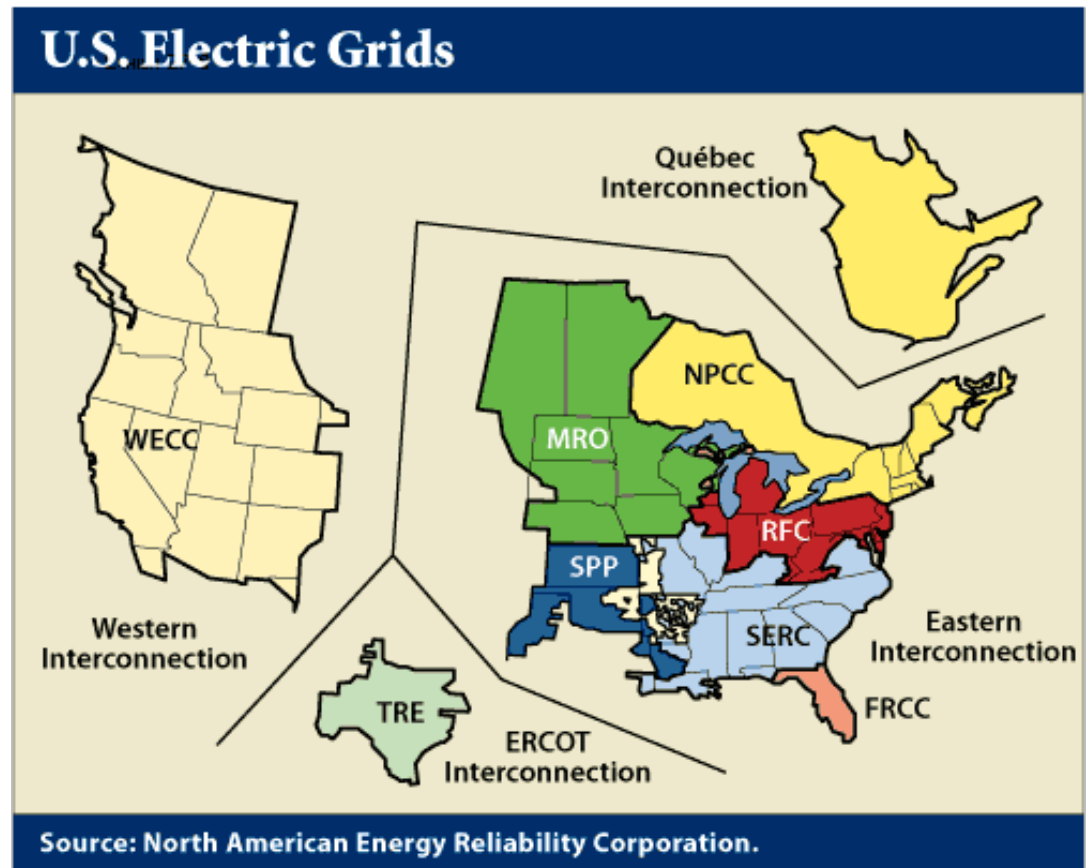 U.S. Electric Grids
Québec
Interconnection
NPCC
MRO
WECC
RFC
SPP
SERC
Western
Interconnection
Eastern
Interconnection
FRCC
TRE
ERCOT
Interconnection
Source: North American Energy Reliability Corporation.